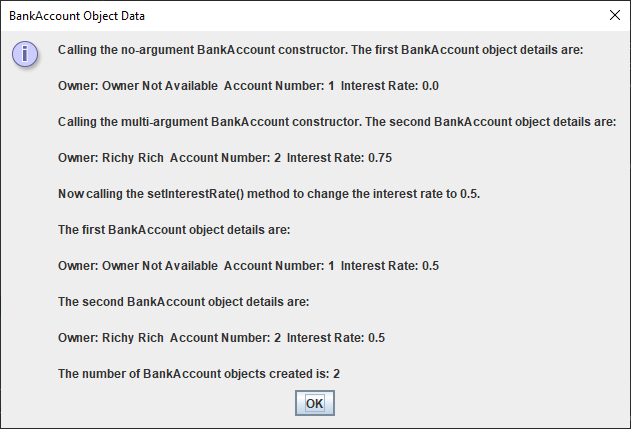 BankAccount Object Data
Calling the no-argument BankAccount constructor. The first BankAccount object details are:
Owner: Owner Not Available  Account Number: 1  Interest Rate: 0.0
Calling the multi-argument BankAccount constructor. The second BankAccount object details are:
Owner: Richy Rich  Account Number: 2  Interest Rate: 0.75
Now calling the setInterestRate() method to change the interest rate to 0.5.
The first BankAccount object details are:
Owner: Owner Not Available  Account Number: 1  Interest Rate: 0.5
The second BankAccount object details are:
Owner: Richy Rich  Account Number: 2  Interest Rate: 0.5
The number of BankAccount objects created is: 2
OK